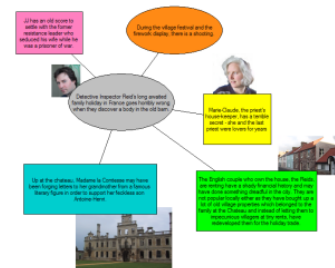 JJ has an old score to
settle with the former
resistance leader who
seduced his wife while he
was a prisoner of war.
During the village festival and the
firework display, there is a shooting.
Detective Inspector Reid's long awaited
family holiday in France goes horribly wrong
when they discover a body in the old barn.
Marie-Claude, the priest's
house-keeper, has a terrible
secret - she and the last
priest were lovers for years
Up at the chateau, Madame la Comtesse may have
been forging letters to her grandmother from a famous
literary figure in order to support her feckless son
Antoine Henri.
The English couple who own the house, the Reids,
are renting have a shady financial history and may
have done something dreadful in the city. They are
not popular locally either as they have bought up a
lot of old village properties which belonged to the
family at the Chateau and instead of letting them to
impecunious villagers at tiny rents, have
redeveloped them for the holiday trade.